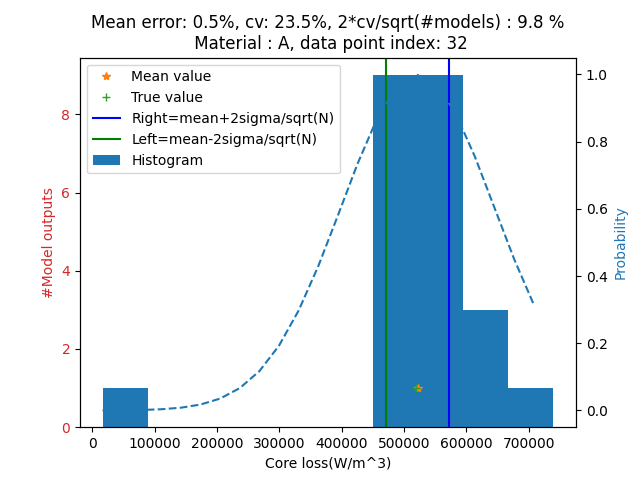 Mean error: 0.5%, cv: 23.5%, 2*cv/sqrt(#models) : 9.8 %
Material : A, data point index: 32
Mean value
True value
Right=mean+2sigma/sqrt(N)
Left=mean-2sigma/sqrt(N)
Histogram
#Model outputs
0
2
4
6
8
Probability
0.0
0.2
0.4
0.6
0.8
1.0
0
100000
200000
300000
400000
500000
600000
700000
Core loss(W/m^3)